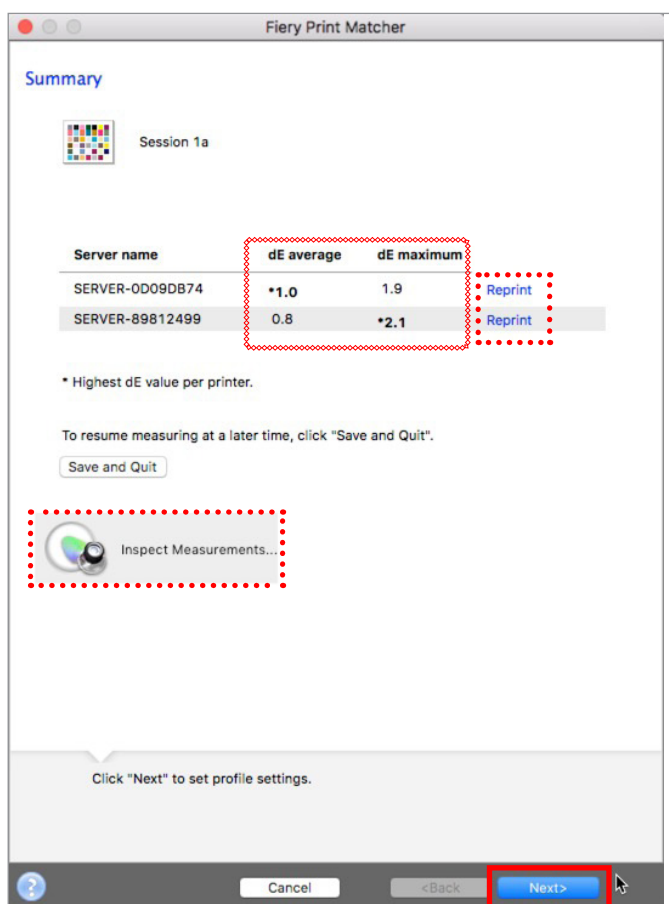 Fiery Print Matcher
Summary
Session 1a
Server name dE average dE maximum
SERVER-0D09DB74 *1.0 1.9 Reprint
SERVER-89812499 0.8 *2.1 Reprint
* Highest dE value per printer.
To resume measuring at a later time, click "Save and Quit".
Save and Quit
Inspect Measurements...
Click "Next" to set profile settings.
? Cancel <Back Next>